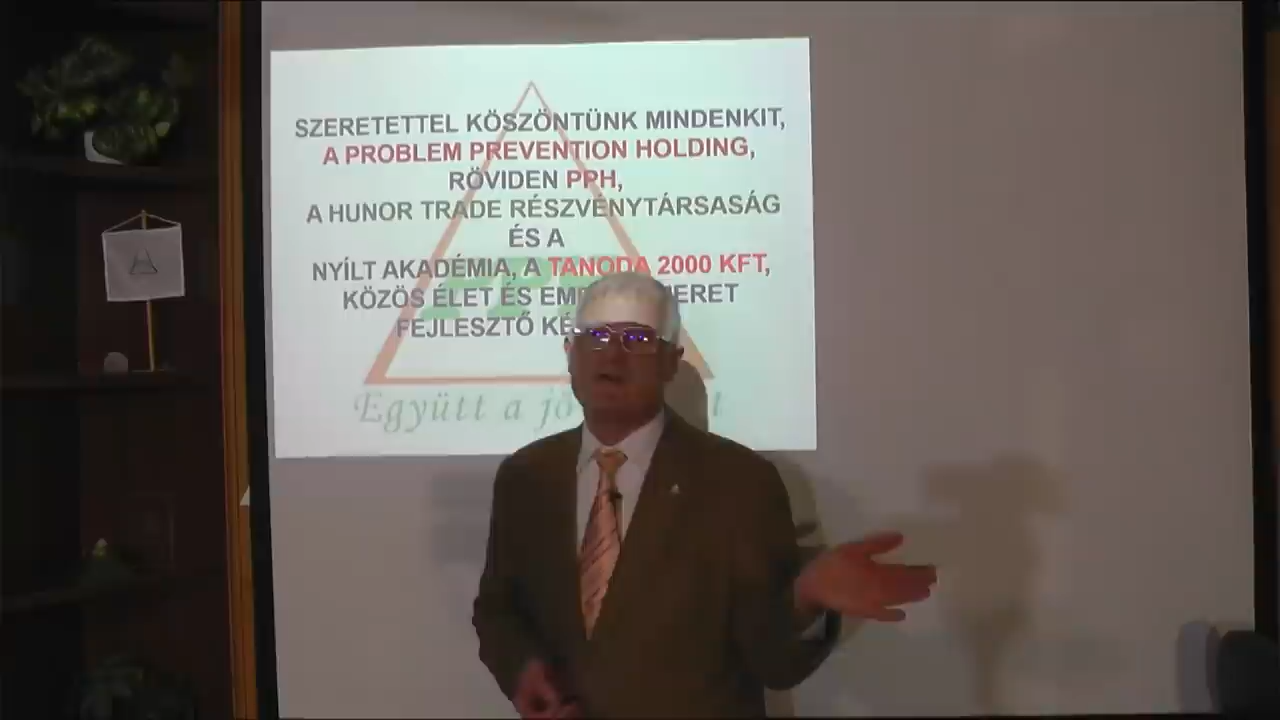 SZERETETTEL KÖSZÖNTÜNK MINDENKIT,
A PROBLEM PREVENTION HOLDING,
RÖVIDEN PPH,
A HUNOR TRADE RÉSZVÉNYTÁRSASÁG
ÉS A
NYÍLT AKADÉMIA, A TANODA 2000 KFT,
KÖZÖS ÉLET ÉS
FEJLESZTŐ
Együtt a